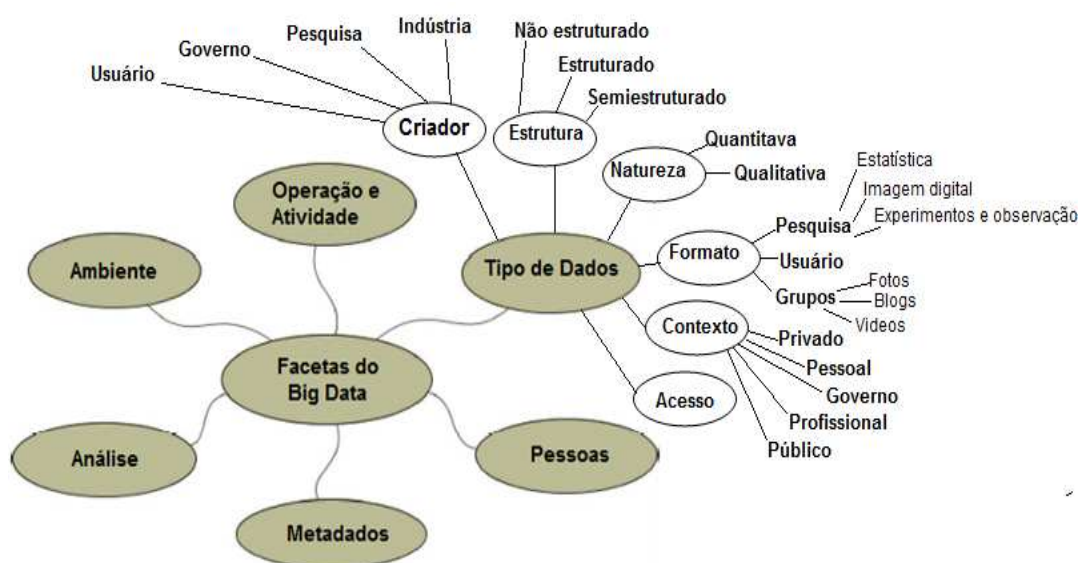 Indústria
Pesquisa
Governo
Usuário
Criador
Não estruturado
Estruturado
Semiestruturado
Estrutura
Quantitava
Qualitativa
Natureza
Estatística
Imagem digital
Experimentos e observação
Pesquisa
Formato
Usuário
Grupos
Fotos
Blogs
Videos
Tipo de Dados
Contexto
Privado
Pessoal
Governo
Profissional
Público
Acesso
Operação e
Atividade
Ambiente
Facetas do
Big Data
Análise
Pessoas
Metadados